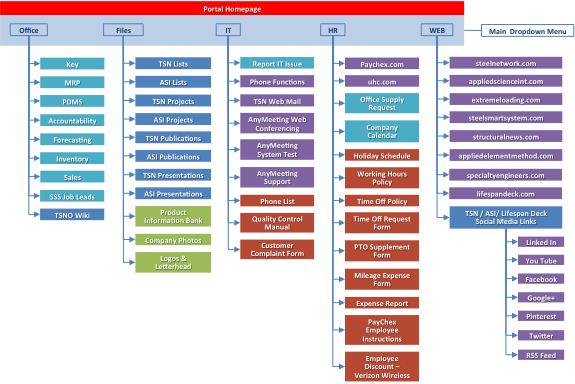 Portal Homepage
Office
Files
IT
HR
WEB
Main Dropdown Menu
Key
MRP
PDMS
Accountability
Forecasting
Inventory
Sales
SSS Job Leads
TSNO Wiki
TSN Lists
ASI Lists
TSN Projects
ASI Projects
TSN Publications
ASI Publications
TSN Presentations
ASI Presentations
Product
Information Bank
Company Photos
Logos &
Letterhead
Report IT Issue
Phone Functions
TSN Web Mail
AnyMeeting Web
Conferencing
AnyMeeting
System Test
AnyMeeting
Support
Phone List
Quality Control
Manual
Customer
Complaint Form
Paychex.com
uhc.com
Office Supply
Request
Company
Calendar
Holiday Schedule
Working Hours
Policy
Time Off Policy
Time Off Request
Form
PTO Supplement
Form
Mileage Expense
Form
Expense Report
PayChex
Employee
Instructions
Employee
Discount –
Verizon Wireless
steelnetwork.com
appliedscienceint.com
extremeloading.com
steelsmartsystem.com
structuralnews.com
appliedelementmethod.com
specialtyengineers.com
lifespandeck.com
TSN / ASI/ Lifespan Deck
Social Media Links
Linked In
You Tube
Facebook
Google+
Pinterest
Twitter
RSS Feed